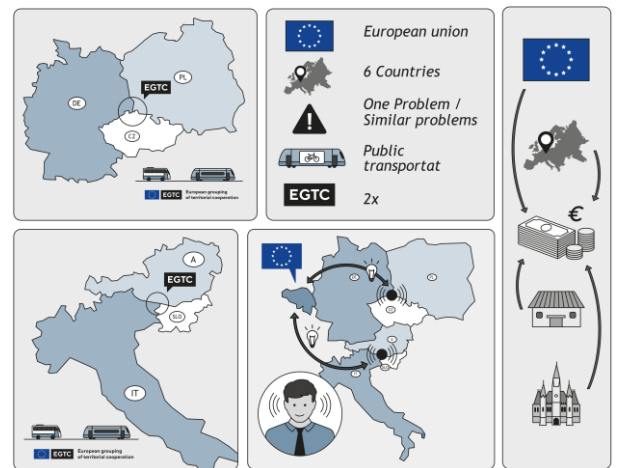 PL
EGTC
DE
CZ
EGTC
European grouping
of territorial cooperation
European union
6 Countries
One Problem /
Similar problems
Public
transportat
EGTC
2x
€
A
EGTC
SLO
IT
EGTC
European grouping
of territorial cooperation